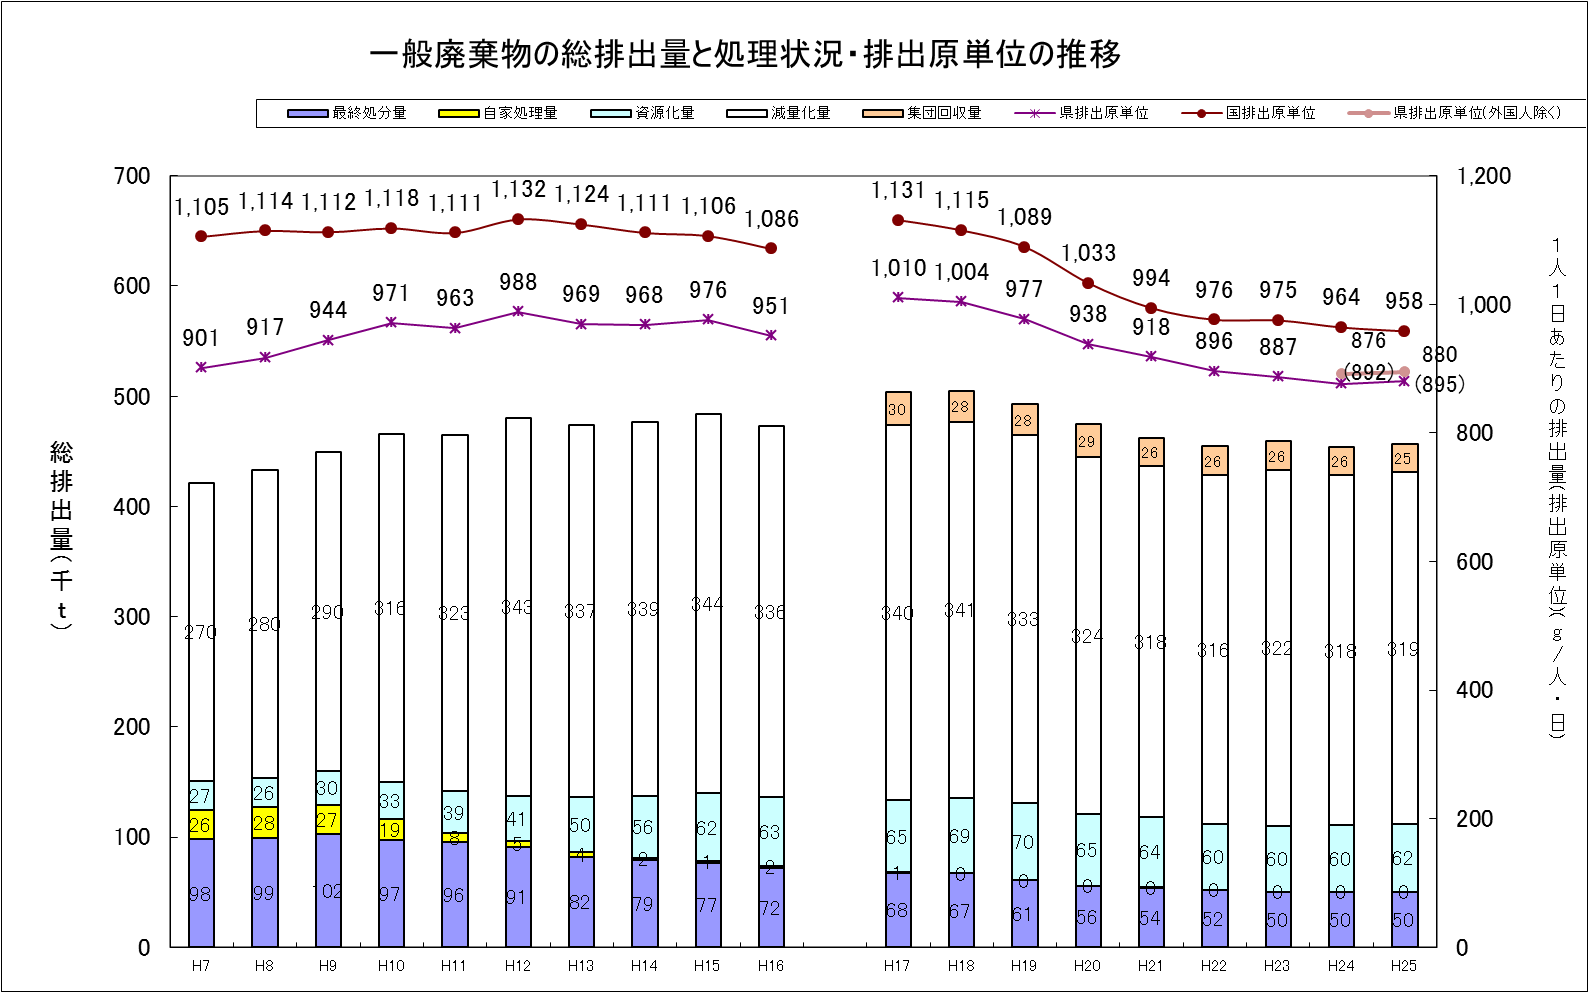 一般廃棄物の総排出量と処理状況・排出原単位の推移
最終処分量 自家処理量 資源化量 減量化量 集団回収量 県排出原単位 国排出原単位 県排出原単位(外国人除く)
700 600 500 400 300 200 100 0
総排出量(千t)
1,200 1,000 800 600 400 200 0
1人1日あたりの排出量(排出原単位)(g/人・日)
1,105 1,114 1,112 1,118 1,111 1,132 1,124 1,111 1,106 1,086 1,131 1,115 1,089 1,033 994 976 975 964 958
901 917 944 971 963 988 969 968 976 951 1,010 1,004 977 938 918 896 887 876 880
(892) (895)
30 28 28 29 26 26 26 26 25
270 280 290 316 323 343 337 339 344 336 340 341 333 324 318 316 322 318 319
27 26 30 33 39 41 50 56 62 63 65 69 70 65 64 60 60 60 62
26 28 27 19 8 5 4 2 1 2 1 0 0 0 0 0 0 0 0
98 99 102 97 96 91 82 79 77 72 68 67 61 56 54 52 50 50 50
H7 H8 H9 H10 H11 H12 H13 H14 H15 H16 H17 H18 H19 H20 H21 H22 H23 H24 H25